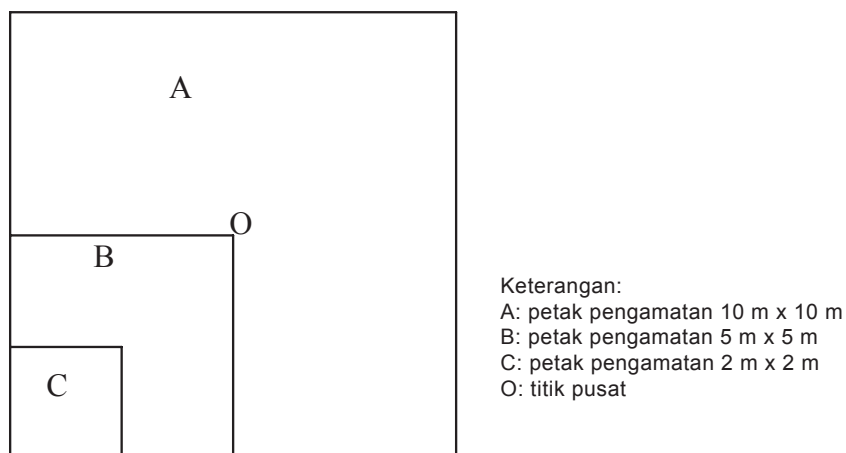 A
O
B
C
Keterangan:
A: petak pengamatan 10 m x 10 m
B: petak pengamatan 5 m x 5 m
C: petak pengamatan 2 m x 2 m
O: titik pusat